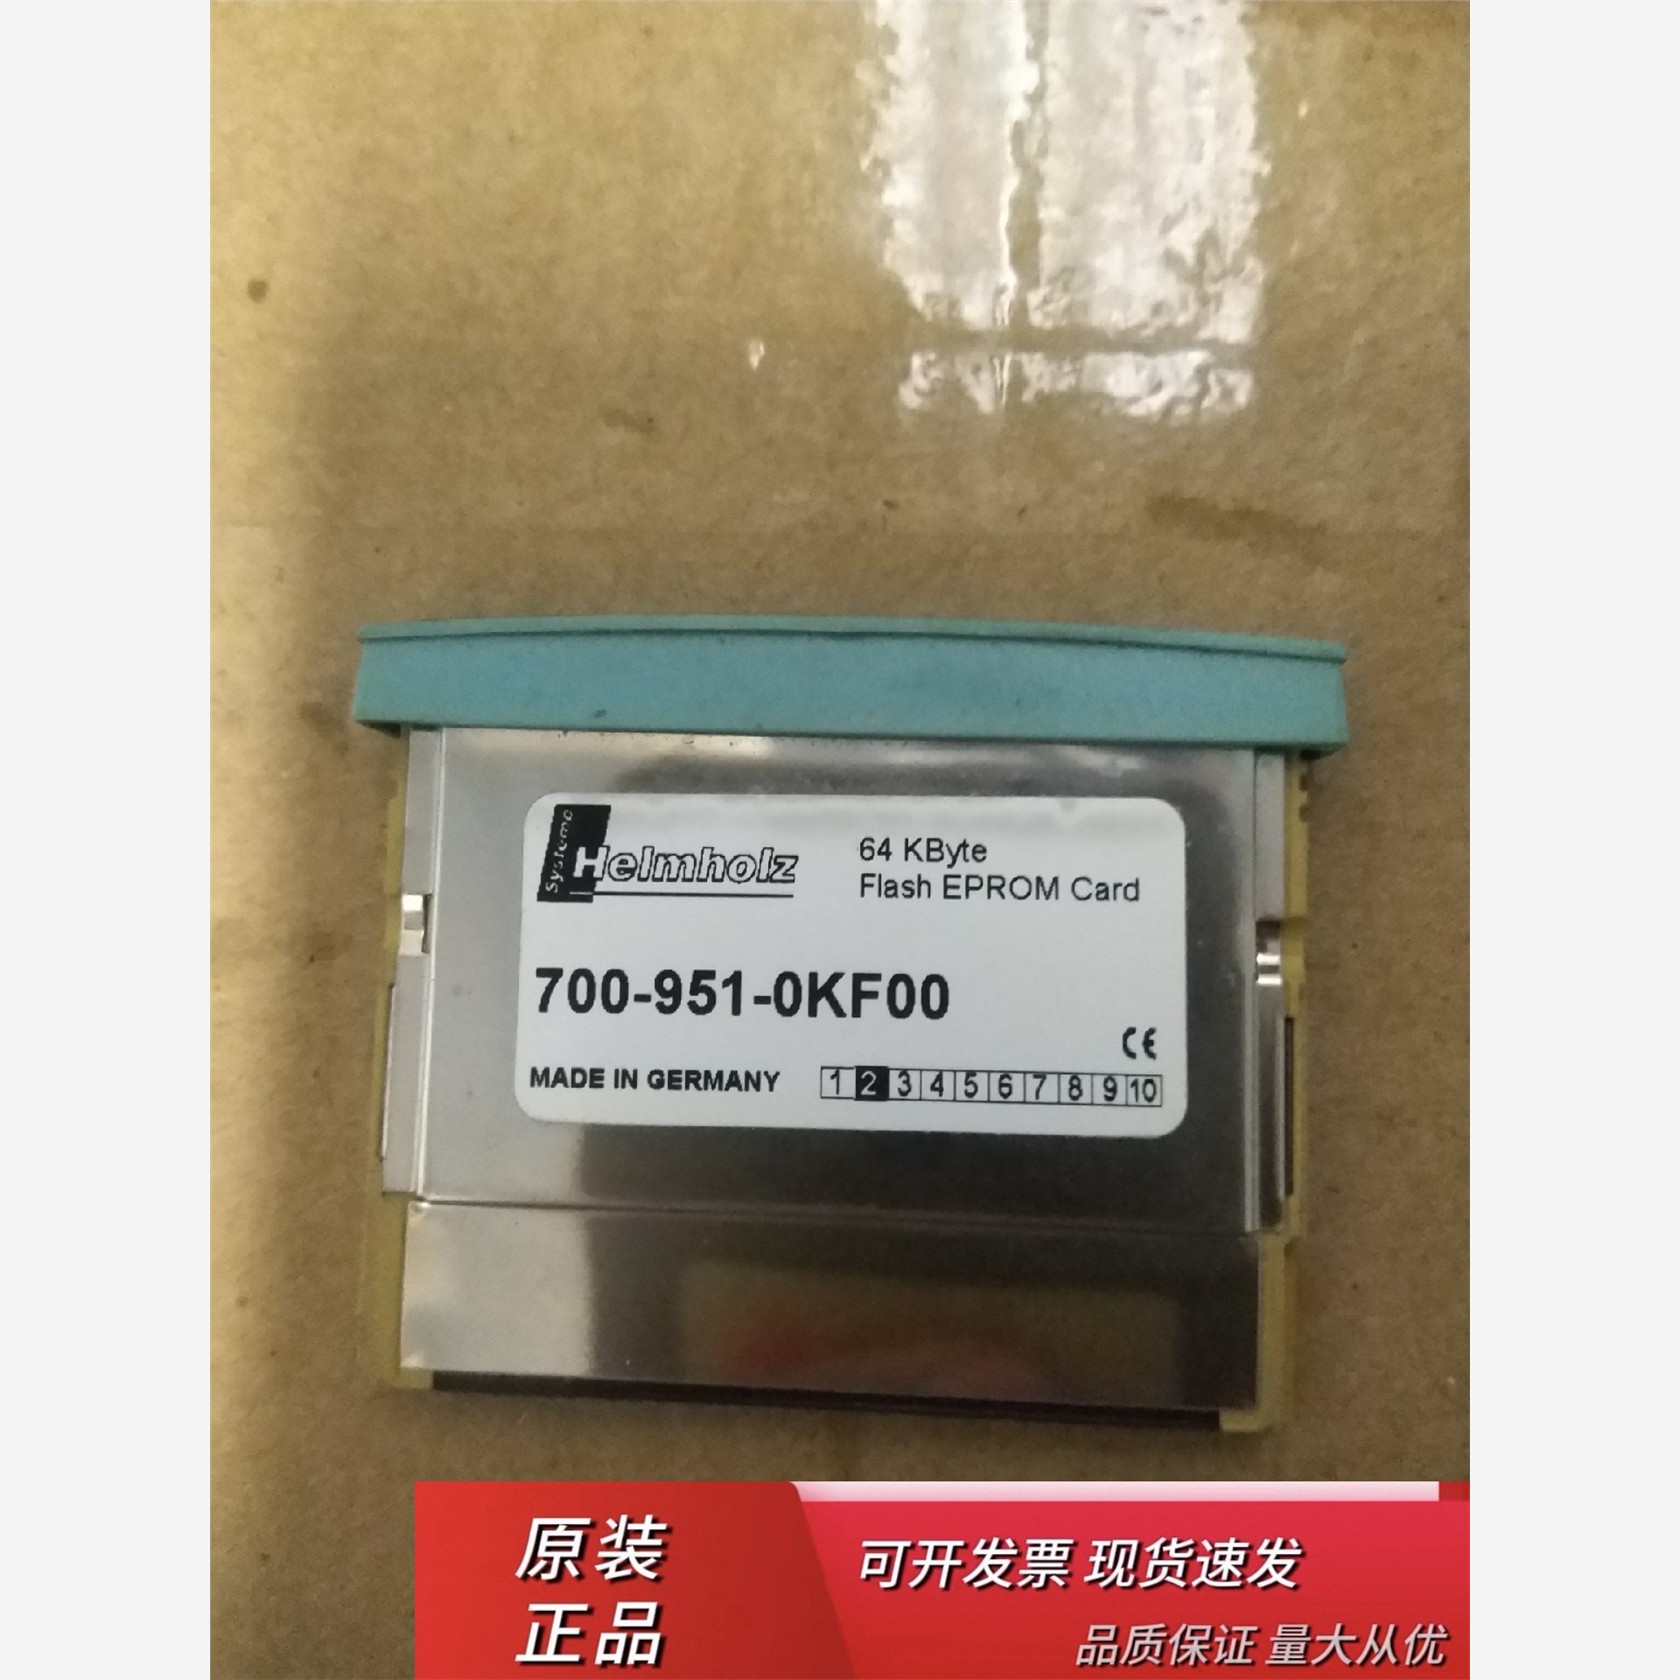 Systeme
Helmholz
64 KByte
Flash EPROM Card
700-951-0KF00
CE
MADE IN GERMANY
1 2 3 4 5 6 7 8 9 10
原装
正品
可开发票 现货速发
品质保证 量大从优